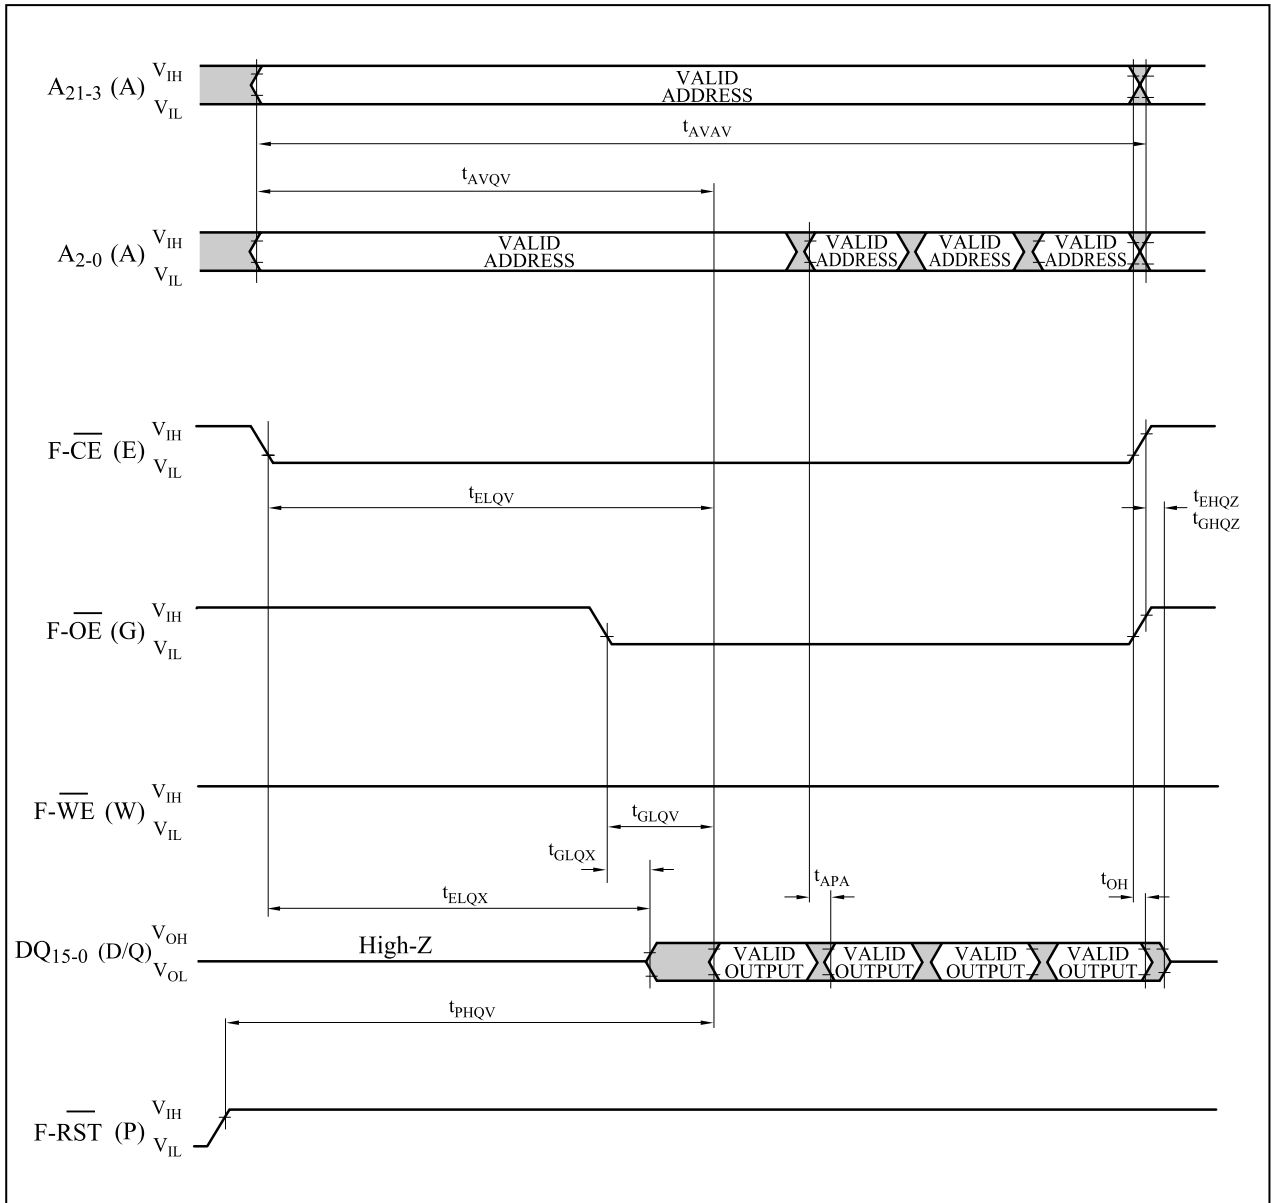 A21-3 (A) VIH VIL VALID ADDRESS
tAVAV
tAVQV
A2-0 (A) VIH VIL VALID ADDRESS VALID ADDRESS VALID ADDRESS VALID ADDRESS
F-CE (E) VIH VIL
tELQV
tEHQZ
tGHQZ
F-OE (G) VIH VIL
F-WE (W) VIH VIL
tGLQV
tGLQX
tELQX
tAPA
tOH
DQ15-0 (D/Q) VOH VOL High-Z VALID OUTPUT VALID OUTPUT VALID OUTPUT VALID OUTPUT
tPHQV
F-RST (P) VIH VIL